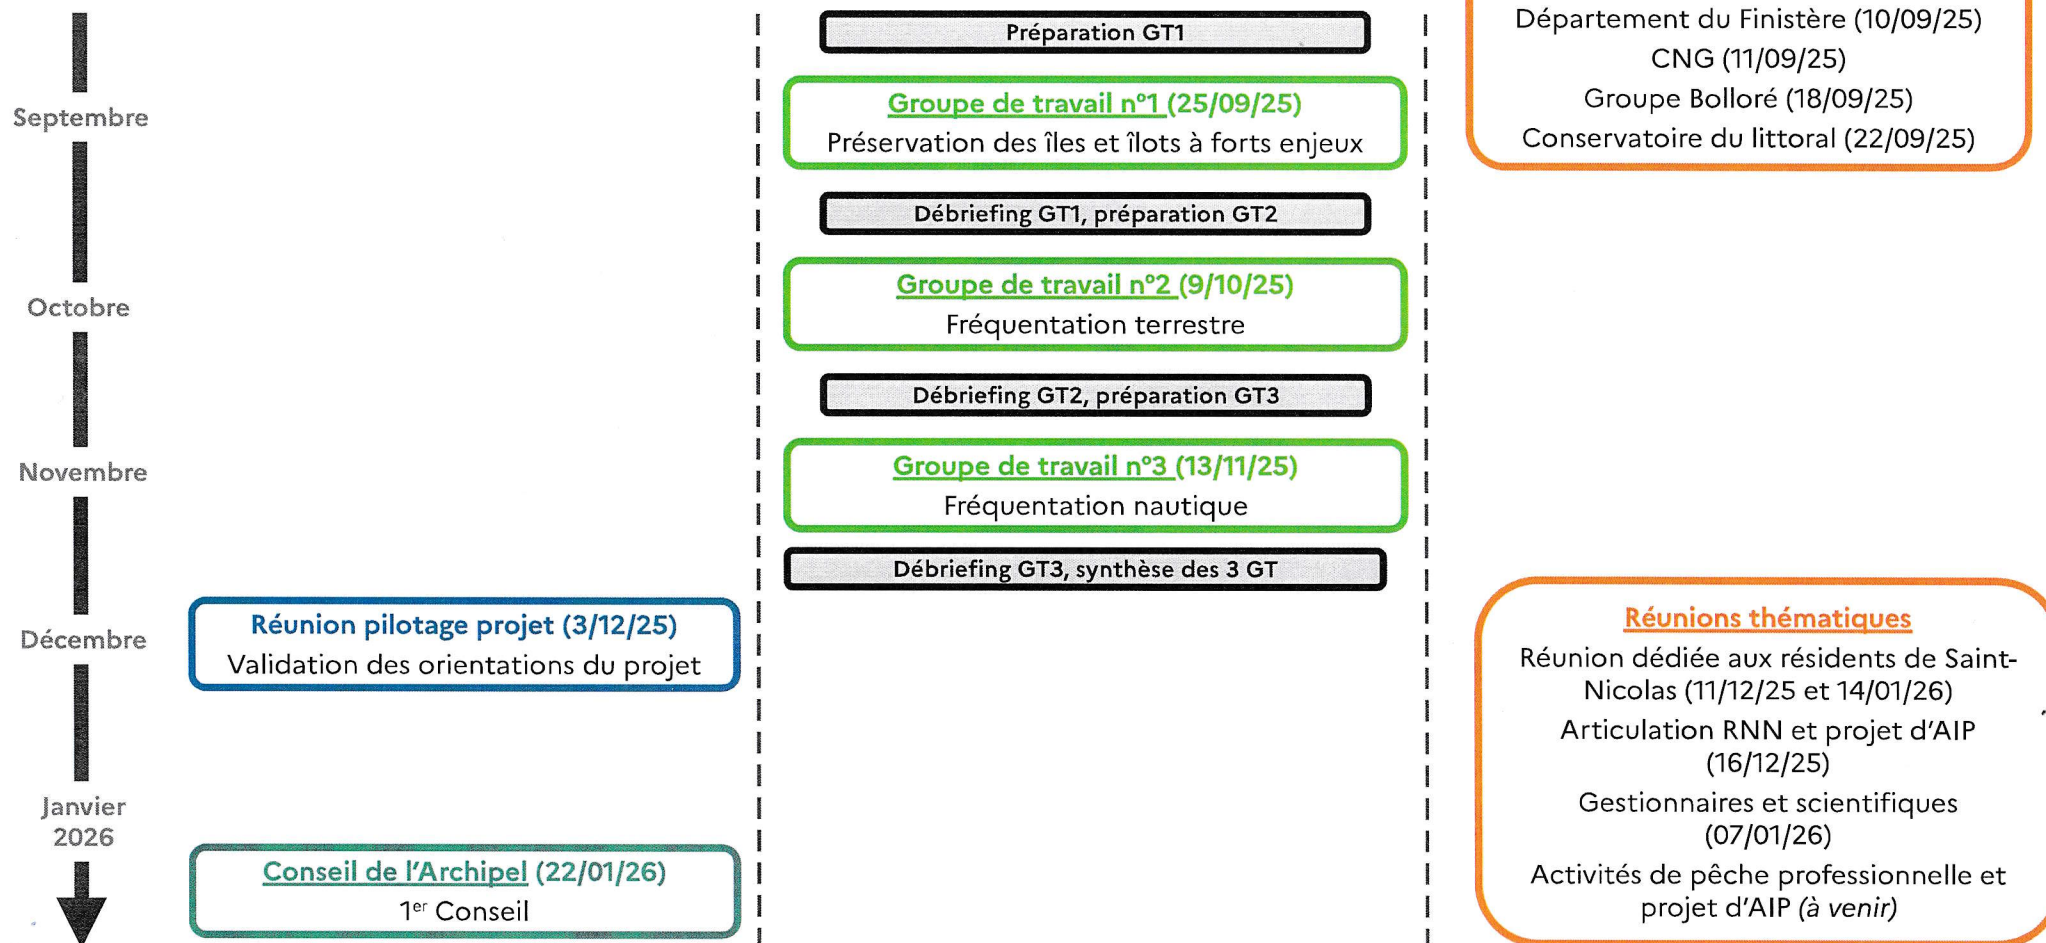 Septembre
Octobre
Novembre
Décembre
Janvier
2026
Réunion pilotage projet (3/12/25)
Validation des orientations du projet
Conseil de l'Archipel (22/01/26)
1er Conseil
Préparation GT1
Groupe de travail n°1 (25/09/25)
Préservation des îles et îlots à forts enjeux
Débriefing GT1, préparation GT2
Groupe de travail n°2 (9/10/25)
Fréquentation terrestre
Débriefing GT2, préparation GT3
Groupe de travail n°3 (13/11/25)
Fréquentation nautique
Débriefing GT3, synthèse des 3 GT
Département du Finistère (10/09/25)
CNG (11/09/25)
Groupe Bolloré (18/09/25)
Conservatoire du littoral (22/09/25)
Réunions thématiques
Réunion dédiée aux résidents de Saint-
Nicolas (11/12/25 et 14/01/26)
Articulation RNN et projet d'AIP
(16/12/25)
Gestionnaires et scientifiques
(07/01/26)
Activités de pêche professionnelle et
projet d'AIP (à venir)